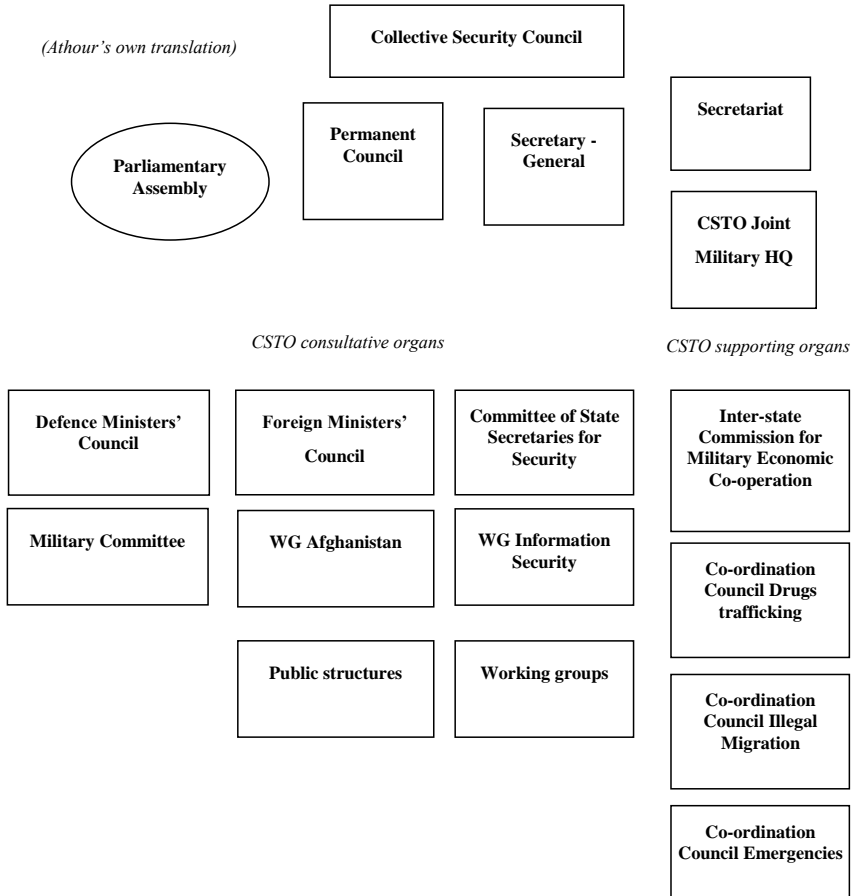 (Athour's own translation)
Collective Security Council
Parliamentary
Assembly
Permanent
Council
Secretary -
General
Secretariat
CSTO Joint
Military HQ
CSTO consultative organs
CSTO supporting organs
Defence Ministers'
Council
Foreign Ministers'
Council
Committee of State
Secretaries for
Security
Inter-state
Commission for
Military Economic
Co-operation
Military Committee
WG Afghanistan
WG Information
Security
Co-ordination
Council Drugs
trafficking
Public structures
Working groups
Co-ordination
Council Illegal
Migration
Co-ordination
Council Emergencies